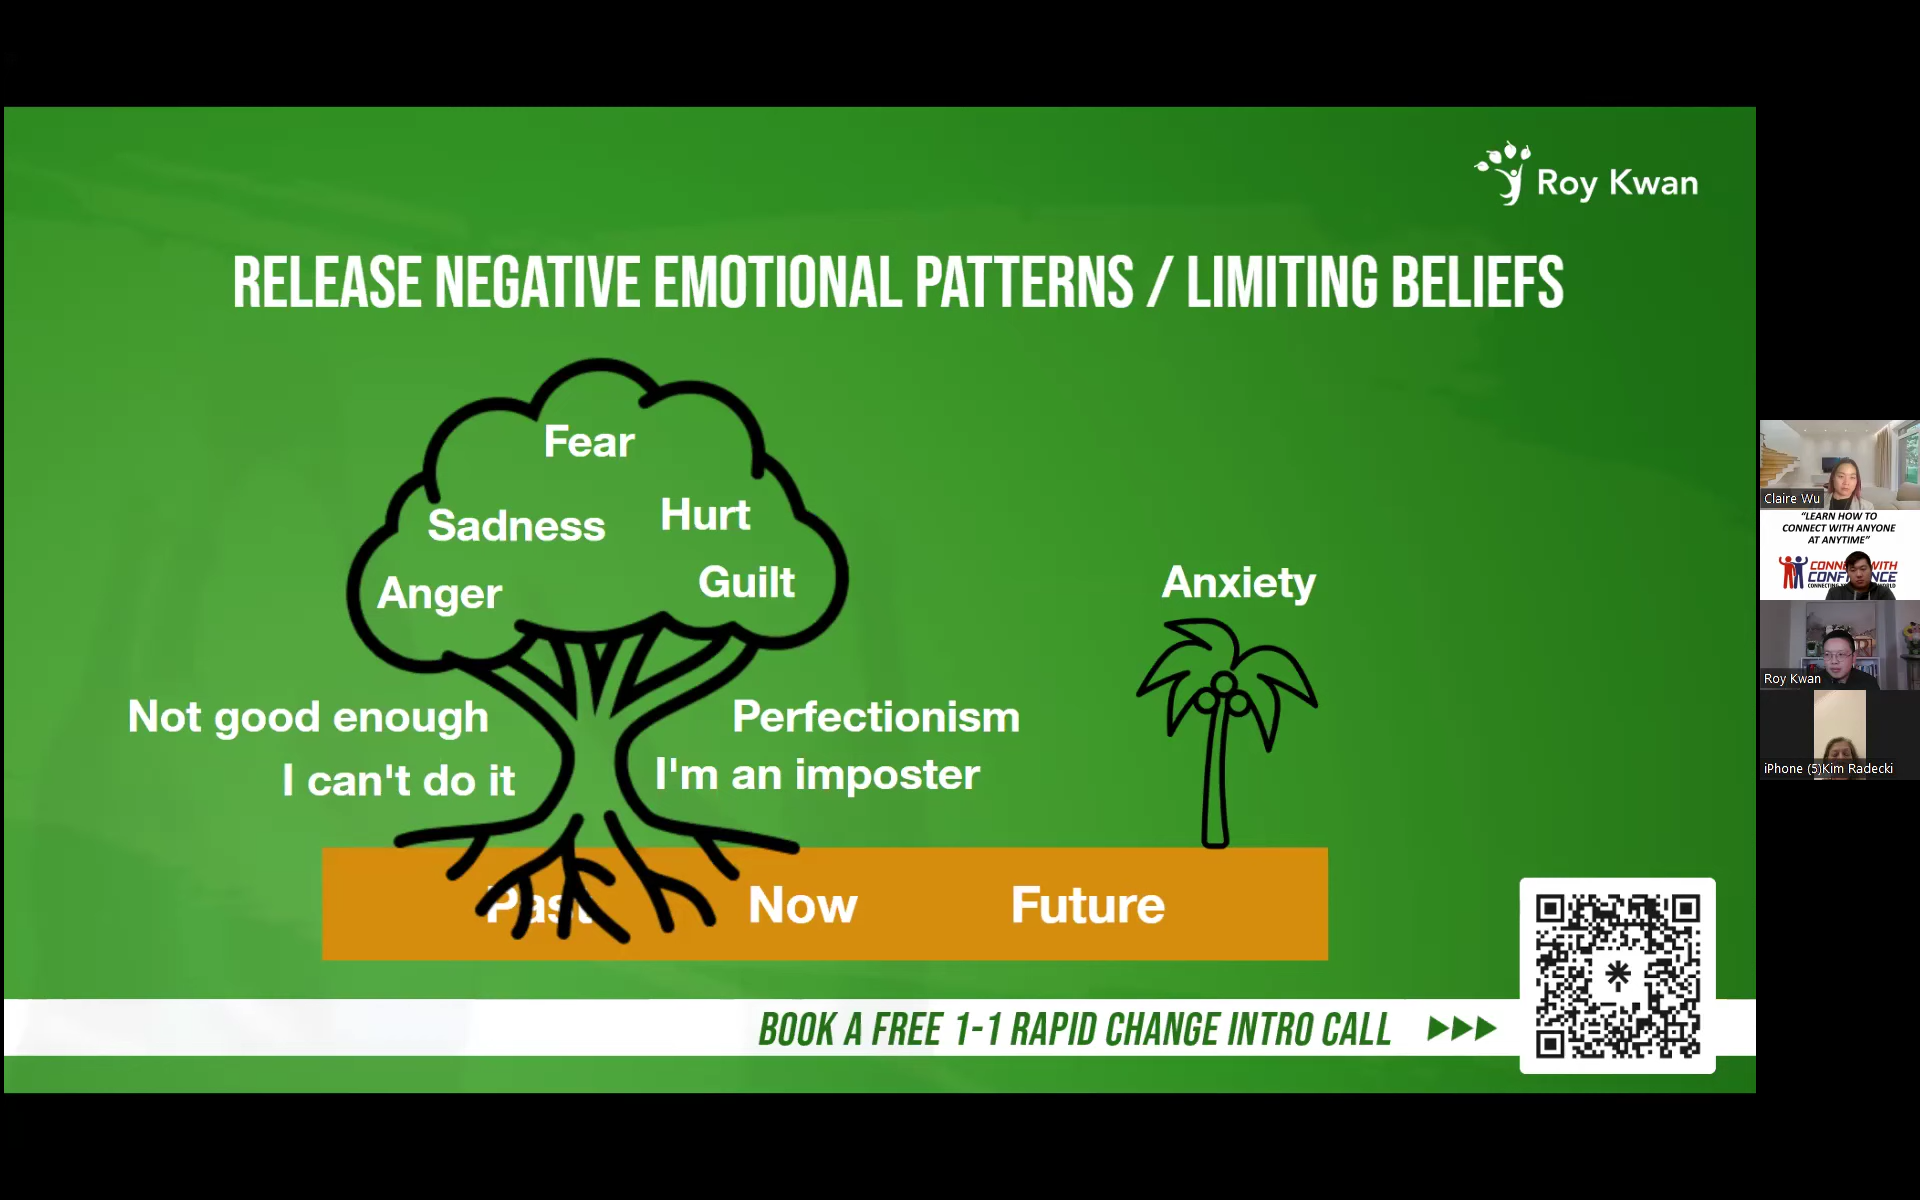 Roy Kwan
RELEASE NEGATIVE EMOTIONAL PATTERNS / LIMITING BELIEFS
Fear
Sadness
Hurt
Anger
Guilt
Anxiety
Not good enough
Perfectionism
I can't do it
I'm an imposter
Past
Now
Future
BOOK A FREE 1-1 RAPID CHANGE INTRO CALL
Claire Wu
"LEARN HOW TO
CONNECT WITH ANYONE
AT ANYTIME"
Roy Kwan
iPhone (5)Kim Radecki